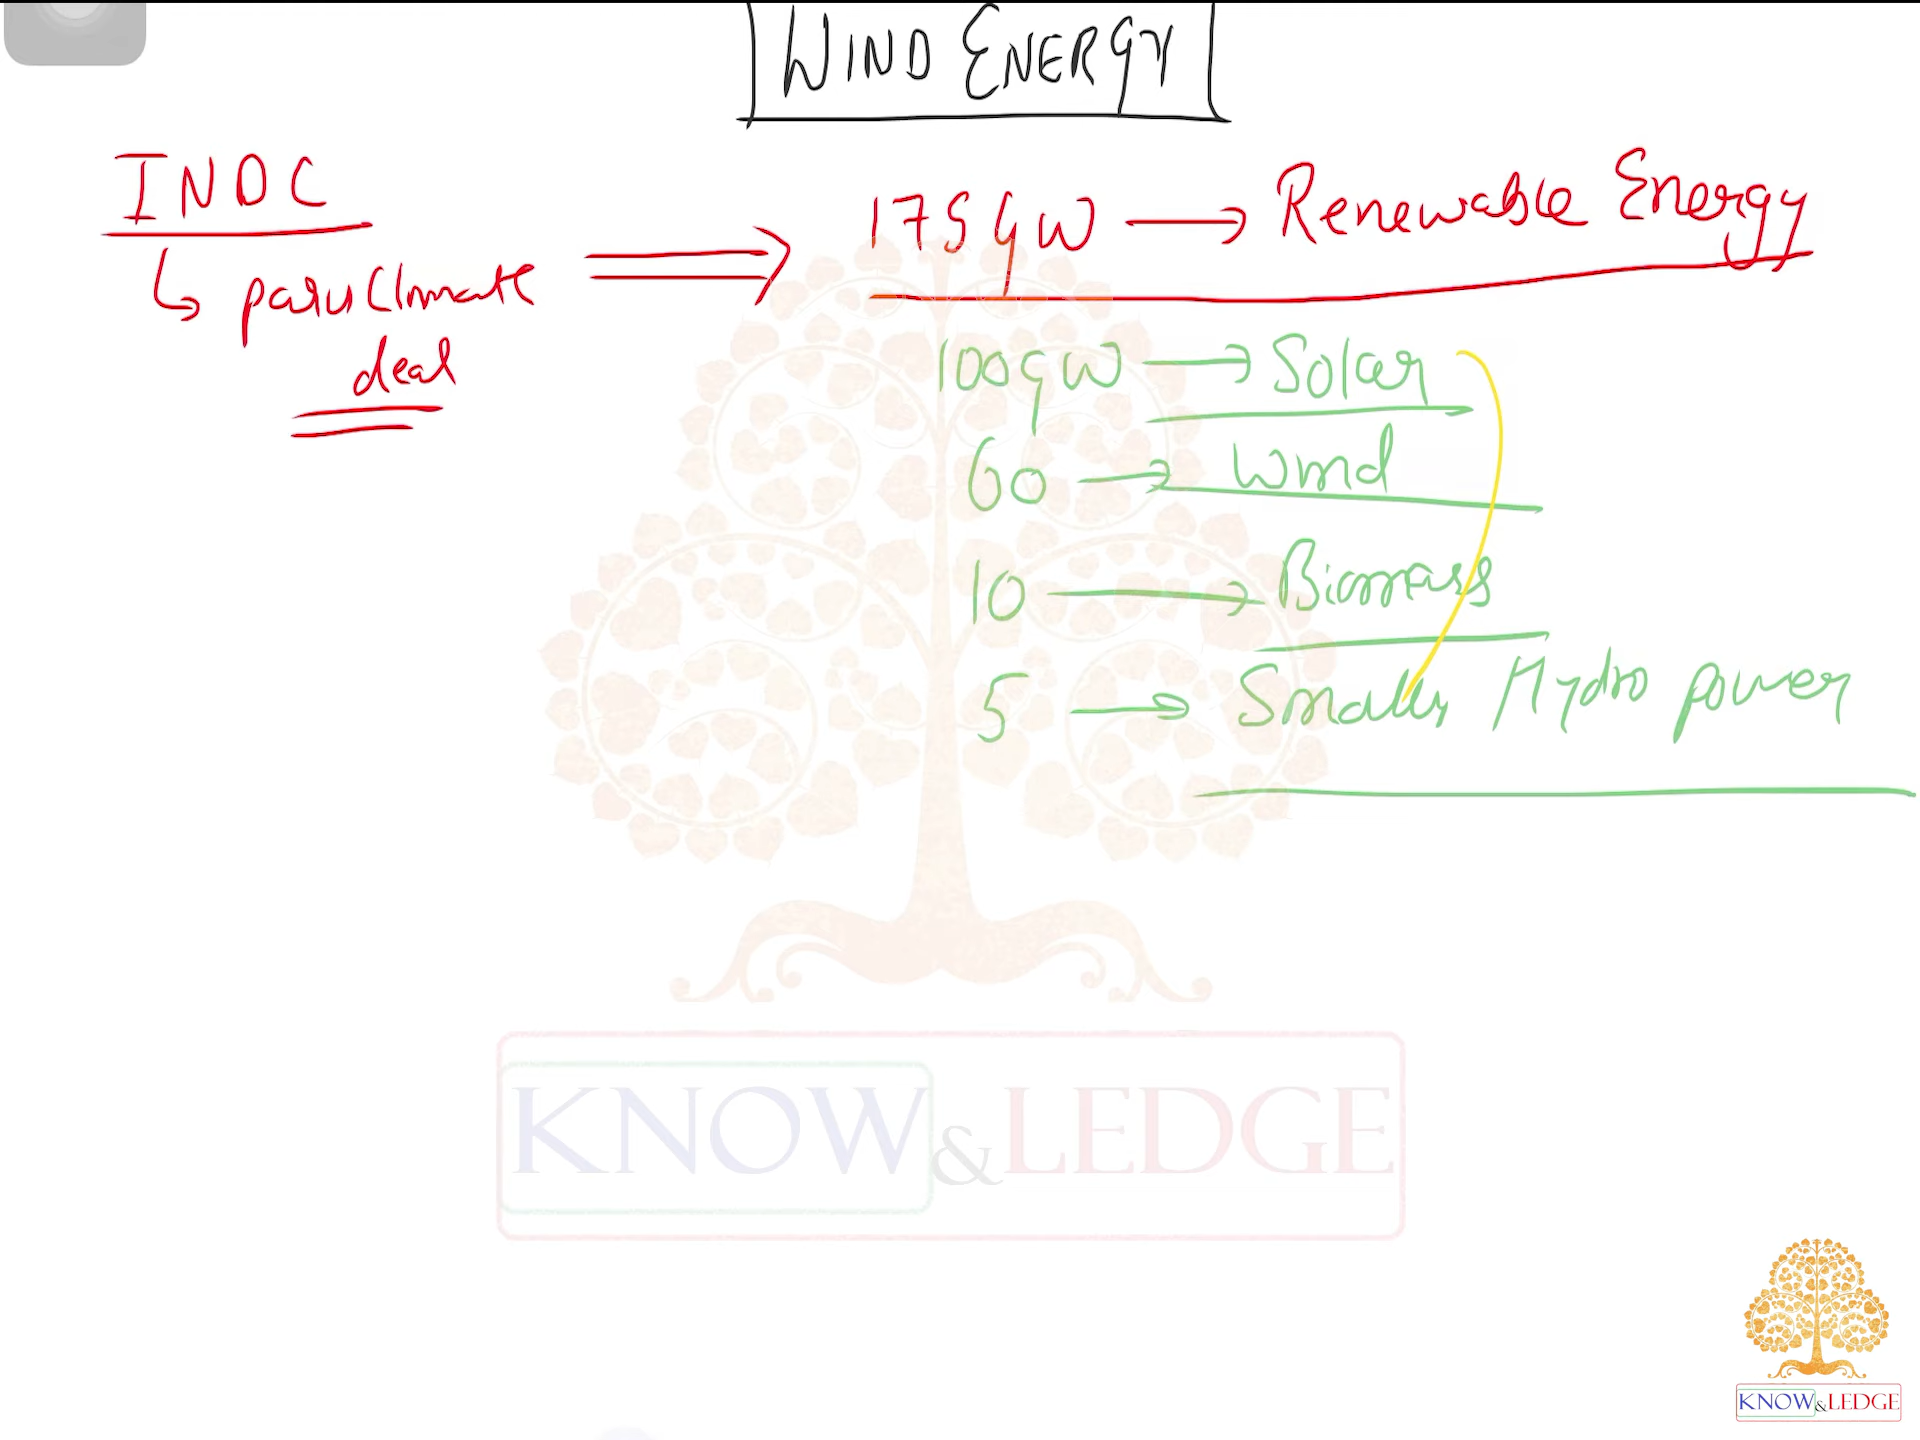 WIND ENERGY
INDC
↳ paris Climate
deal
⇒ 175 GW → Renewable Energy
100 GW → Solar
60 → Wind
10 → Biomass
5 → Small Hydro power
KNOW&LEDGE
KNOW&LEDGE